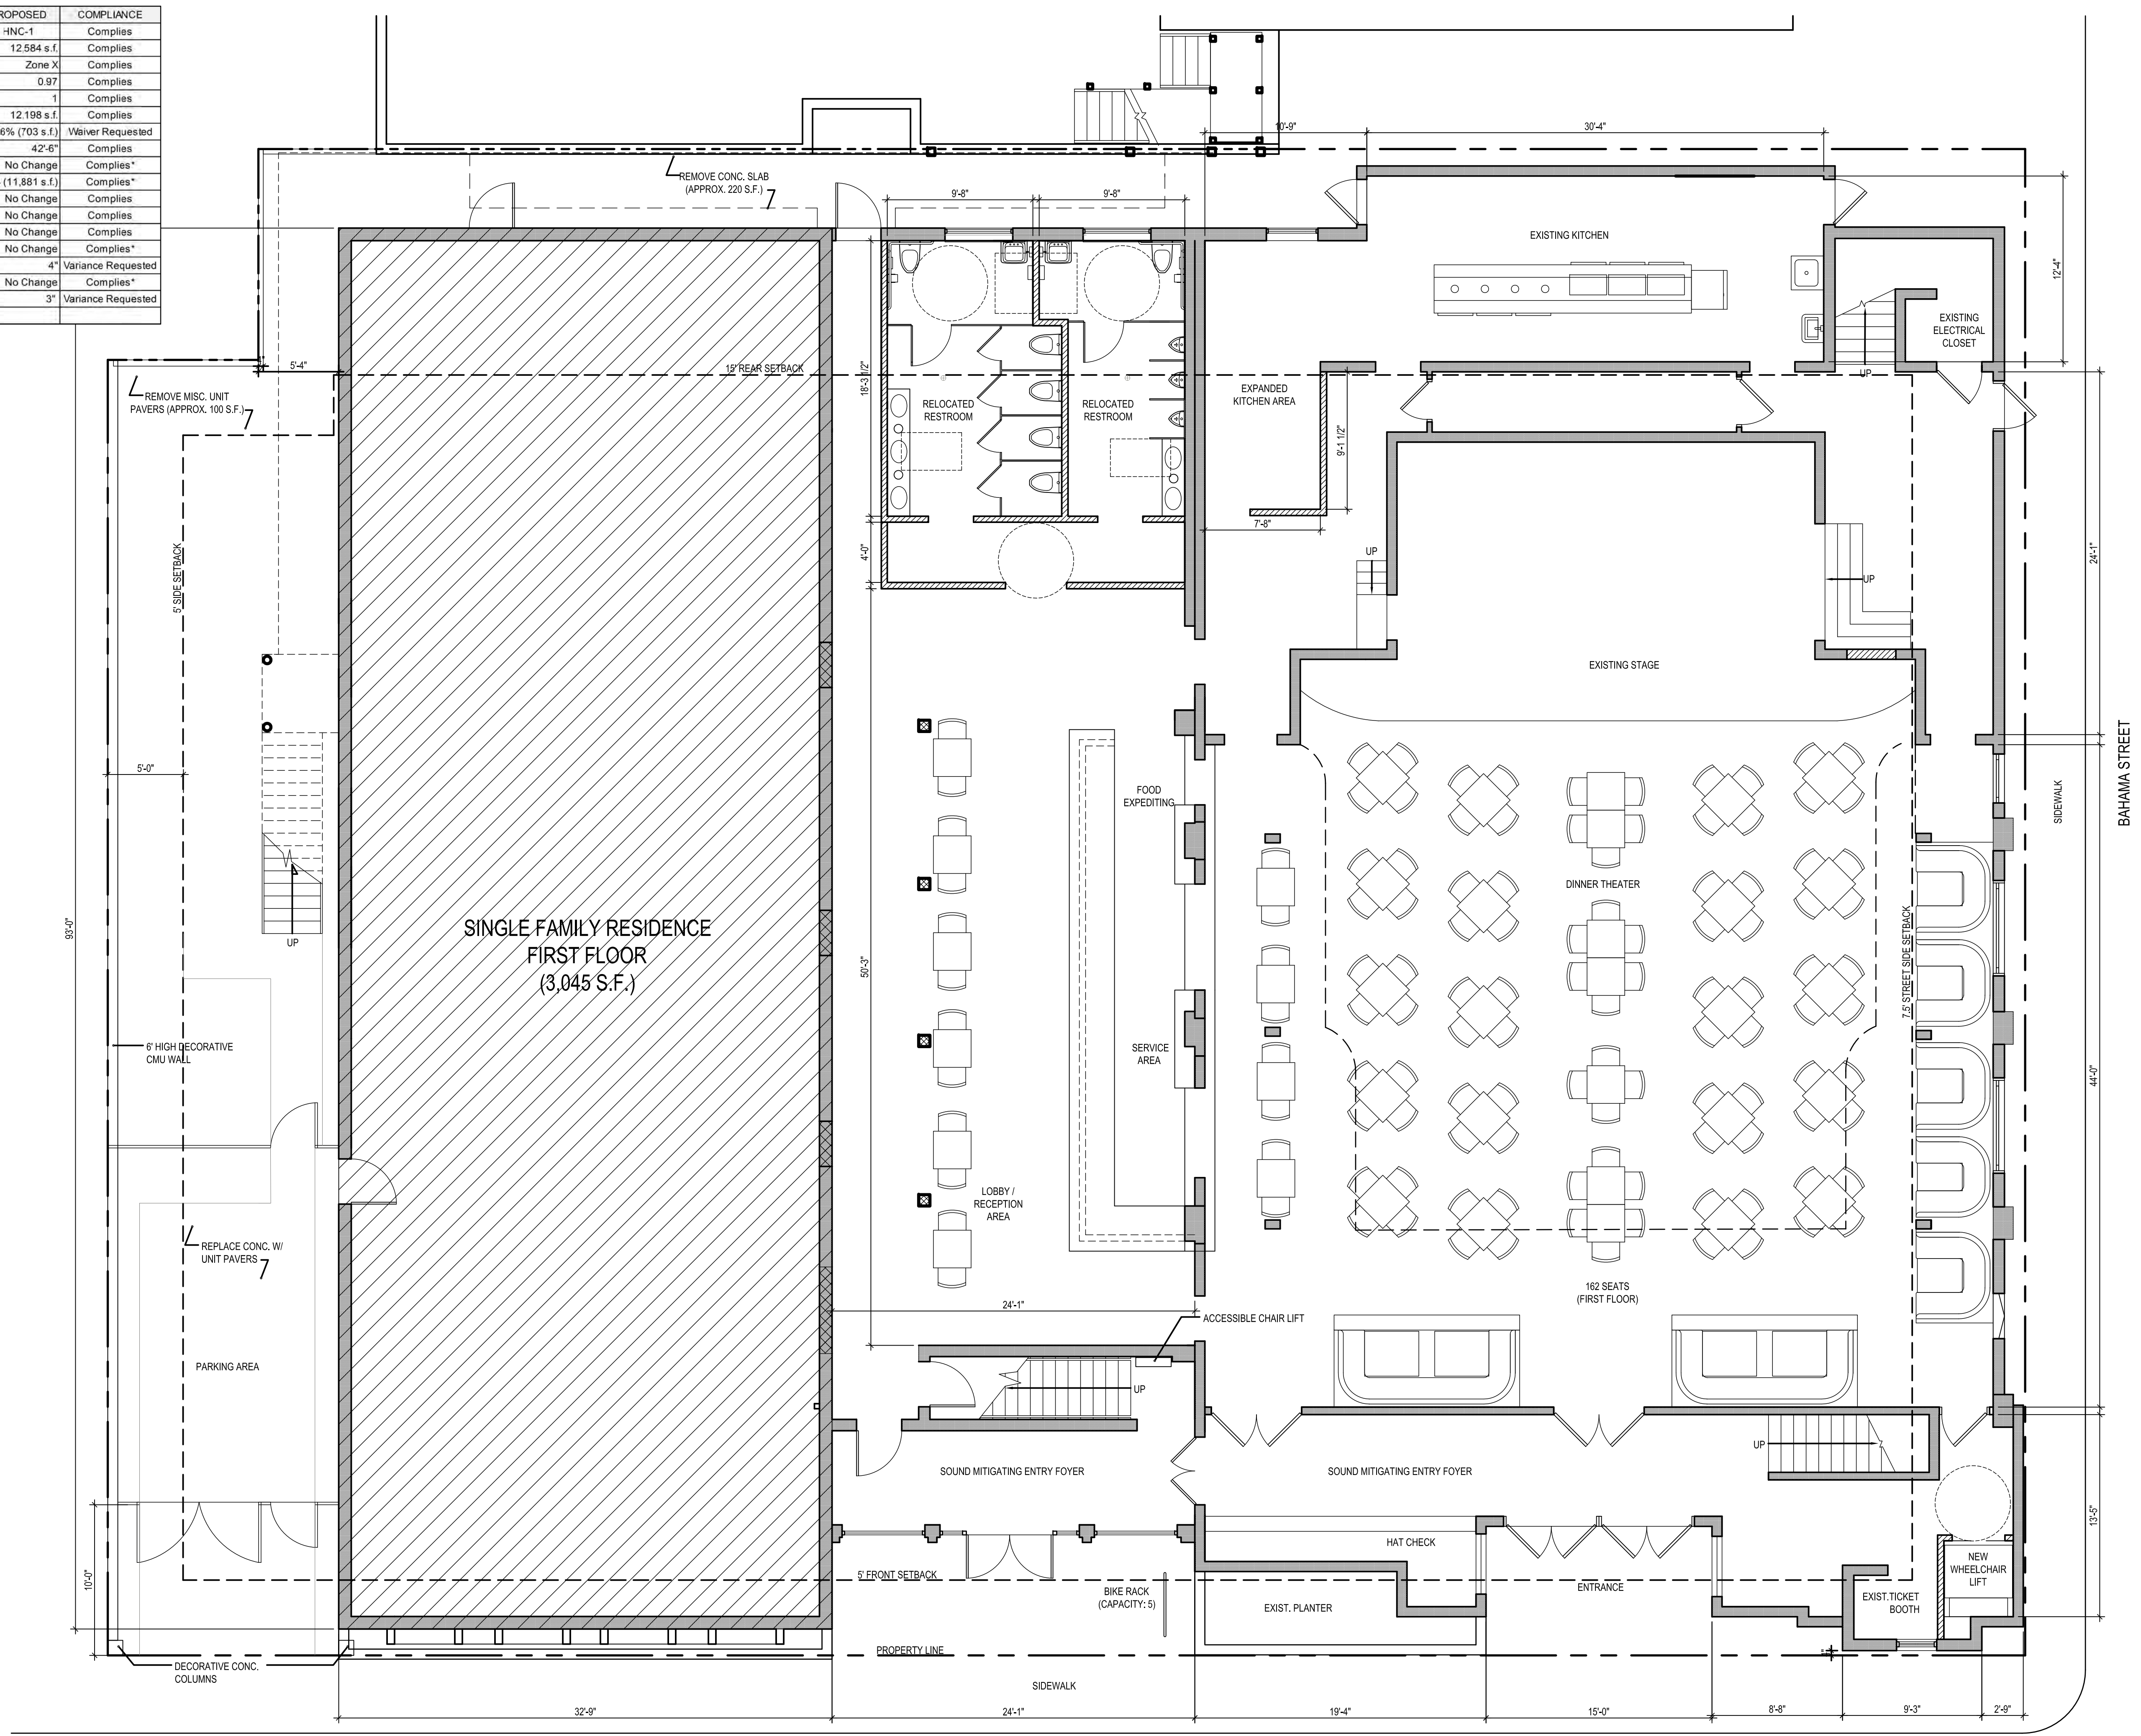 ROPOSED COMPLIANCE
HNC-1 Complies
12,584 s.f. Complies
Zone X Complies
0.97 Complies
1 Complies
12,198 s.f. Complies
6% (703 s.f.) Waiver Requested
42'-6" Complies
No Change Complies*
(11,881 s.f.) Complies*
No Change Complies
No Change Complies
No Change Complies
No Change Complies*
4" Variance Requested
No Change Complies*
3" Variance Requested
10'-9"
30'-4"
REMOVE CONC. SLAB
(APPROX. 220 S.F.)
9'-8"
9'-8"
EXISTING KITCHEN
12'-4"
EXISTING
ELECTRICAL
CLOSET
UP
5'-4"
15' REAR SETBACK
REMOVE MISC. UNIT
PAVERS (APPROX. 100 S.F.)
18'-3 1/2"
RELOCATED
RESTROOM
RELOCATED
RESTROOM
EXPANDED
KITCHEN AREA
9'-1 1/2"
7'-8"
4'-0"
5' SIDE SETBACK
UP
UP
24'-1"
EXISTING STAGE
BAHAMA STREET
SIDEWALK
5'-0"
FOOD
EXPEDITING
DINNER THEATER
7.5' STREET SIDE SETBACK
93'-0"
UP
SINGLE FAMILY RESIDENCE
FIRST FLOOR
(3,045 S.F.)
50'-3"
6' HIGH DECORATIVE
CMU WALL
SERVICE
AREA
44'-0"
LOBBY /
RECEPTION
AREA
REPLACE CONC. W/
UNIT PAVERS
162 SEATS
(FIRST FLOOR)
24'-1"
ACCESSIBLE CHAIR LIFT
PARKING AREA
UP
UP
SOUND MITIGATING ENTRY FOYER
SOUND MITIGATING ENTRY FOYER
13'-5"
HAT CHECK
10'-0"
5' FRONT SETBACK
BIKE RACK
(CAPACITY: 5)
ENTRANCE
NEW
WHEELCHAIR
LIFT
EXIST. PLANTER
EXIST.TICKET
BOOTH
PROPERTY LINE
DECORATIVE CONC.
COLUMNS
SIDEWALK
32'-9"
24'-1"
19'-4"
15'-0"
8'-8"
9'-3"
2'-9"